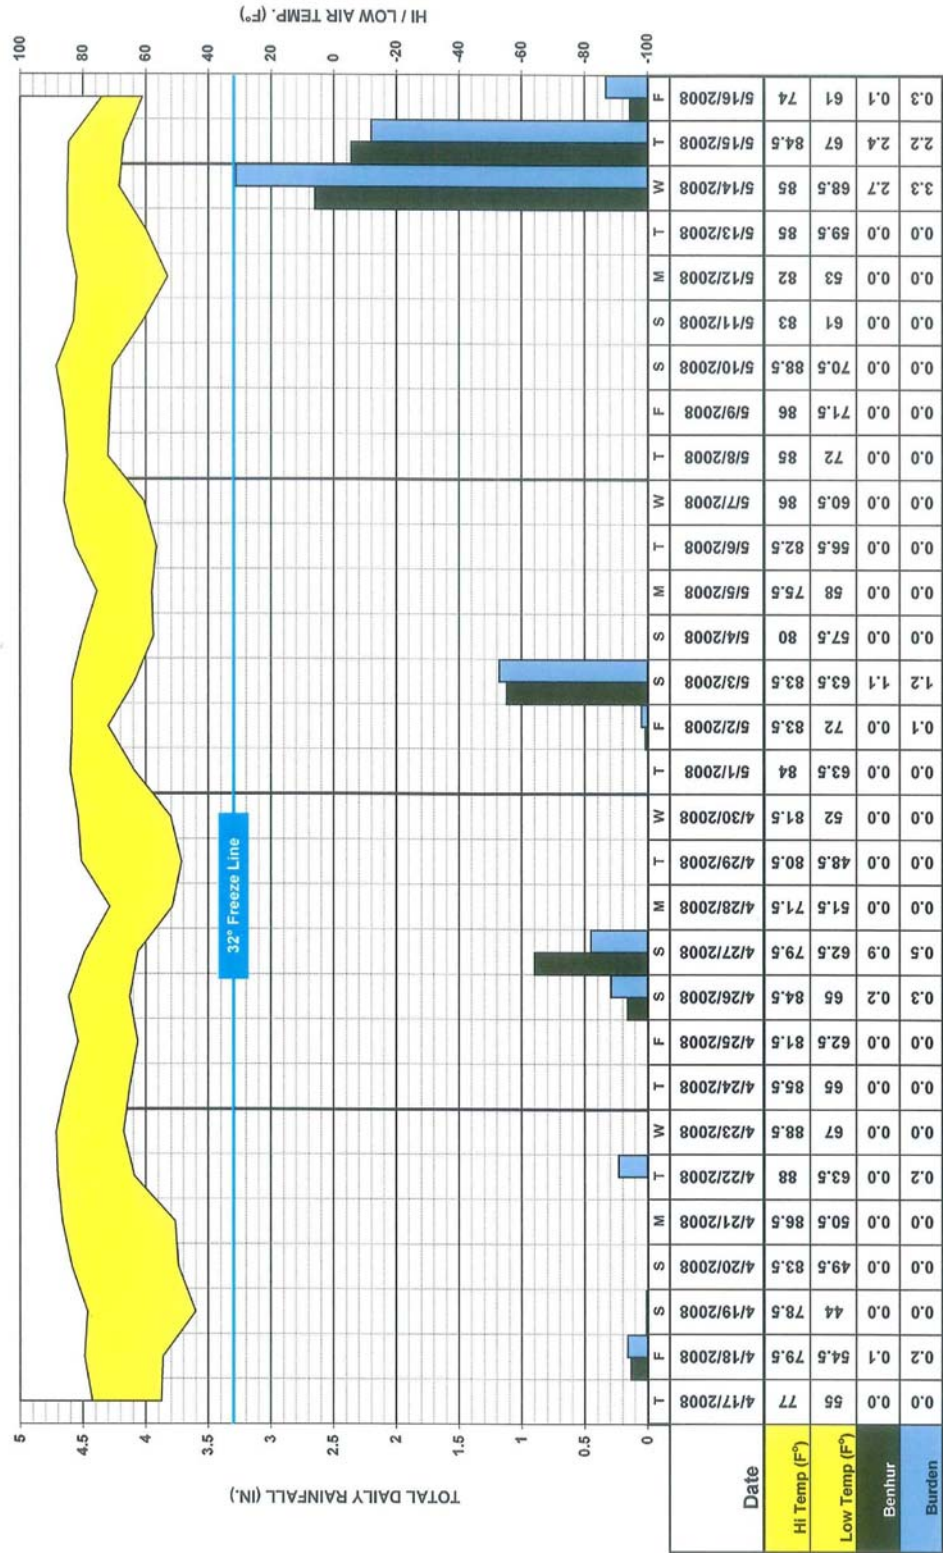 TOTAL DAILY RAINFALL (IN.)
5
4.5
4
3.5
3
2.5
2
1.5
1
0.5
0
32° Freeze Line
HI / LOW AIR TEMP. (F°)
100
80
60
40
20
0
-20
-40
-60
-80
-100
T F S S M T W T F S S M T W T F S S M T W T F S S M T W T F
Date 4/17/2008 4/18/2008 4/19/2008 4/20/2008 4/21/2008 4/22/2008 4/23/2008 4/24/2008 4/25/2008 4/26/2008 4/27/2008 4/28/2008 4/29/2008 4/30/2008 5/1/2008 5/2/2008 5/3/2008 5/4/2008 5/5/2008 5/6/2008 5/7/2008 5/8/2008 5/9/2008 5/10/2008 5/11/2008 5/12/2008 5/13/2008 5/14/2008 5/15/2008 5/16/2008
Hi Temp (F°) 77 79.5 78.5 83.5 86.5 88 88.5 85.5 81.5 84.5 79.5 71.5 80.5 81.5 84 83.5 83.5 80 75.5 82.5 86 85 86 88.5 83 82 85 85 84.5 74
Low Temp (F°) 55 54.5 44 49.5 50.5 63.5 67 65 62.5 65 62.5 51.5 48.5 52 63.5 72 63.5 57.5 58 56.5 60.5 72 71.5 70.5 61 53 59.5 68.5 67 61
Benhur 0.0 0.1 0.0 0.0 0.0 0.0 0.0 0.0 0.0 0.2 0.9 0.0 0.0 0.0 0.0 0.0 1.1 0.0 0.0 0.0 0.0 0.0 0.0 0.0 0.0 0.0 0.0 2.7 2.4 0.1
Burden 0.0 0.2 0.0 0.0 0.0 0.2 0.0 0.0 0.0 0.3 0.5 0.0 0.0 0.0 0.0 0.1 1.2 0.0 0.0 0.0 0.0 0.0 0.0 0.0 0.0 0.0 0.0 3.3 2.2 0.3